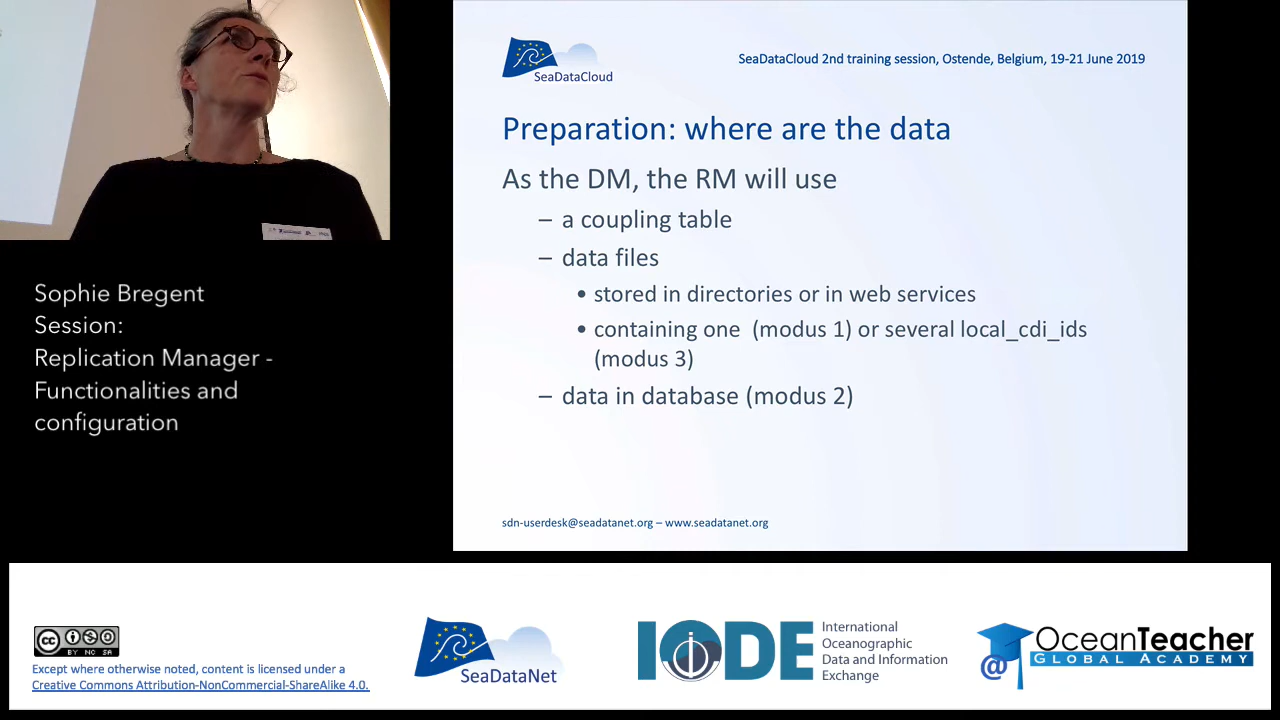 SeaDataCloud
SeaDataCloud 2nd training session, Ostende, Belgium, 19-21 June 2019
Preparation: where are the data
As the DM, the RM will use
– a coupling table
– data files
• stored in directories or in web services
• containing one (modus 1) or several local_cdi_ids
(modus 3)
– data in database (modus 2)
sdn-userdesk@seadatanet.org – www.seadatanet.org
Sophie Bregent
Session:
Replication Manager -
Functionalities and
configuration
cc
BY NC SA
Except where otherwise noted, content is licensed under a
Creative Commons Attribution-NonCommercial-ShareAlike 4.0.
SeaDataNet
IODE
International
Oceanographic
Data and Information
Exchange
@
OceanTeacher
GLOBAL ACADEMY